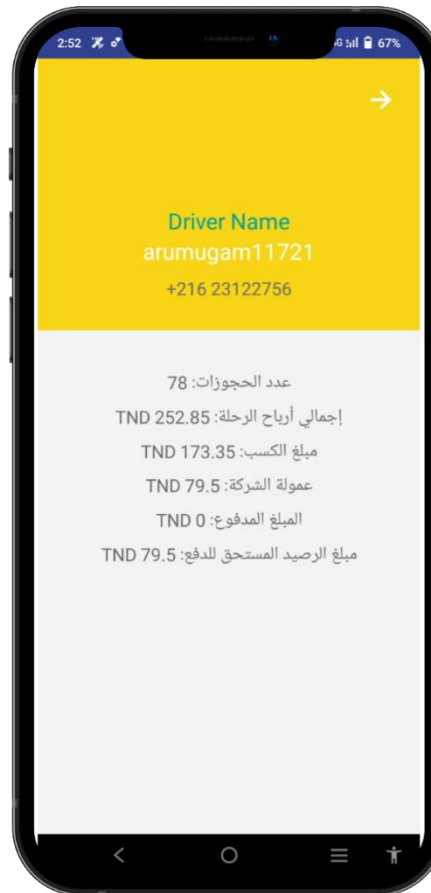 2:52
67%
Driver Name
arumugam11721
+216 23122756
عدد الحجوزات: 78
إجمالي أرباح الرحلة: TND 252.85
مبلغ الكسب: TND 173.35
عمولة الشركة: TND 79.5
المبلغ المدفوع: TND 0
مبلغ الرصيد المستحق للدفع: TND 79.5